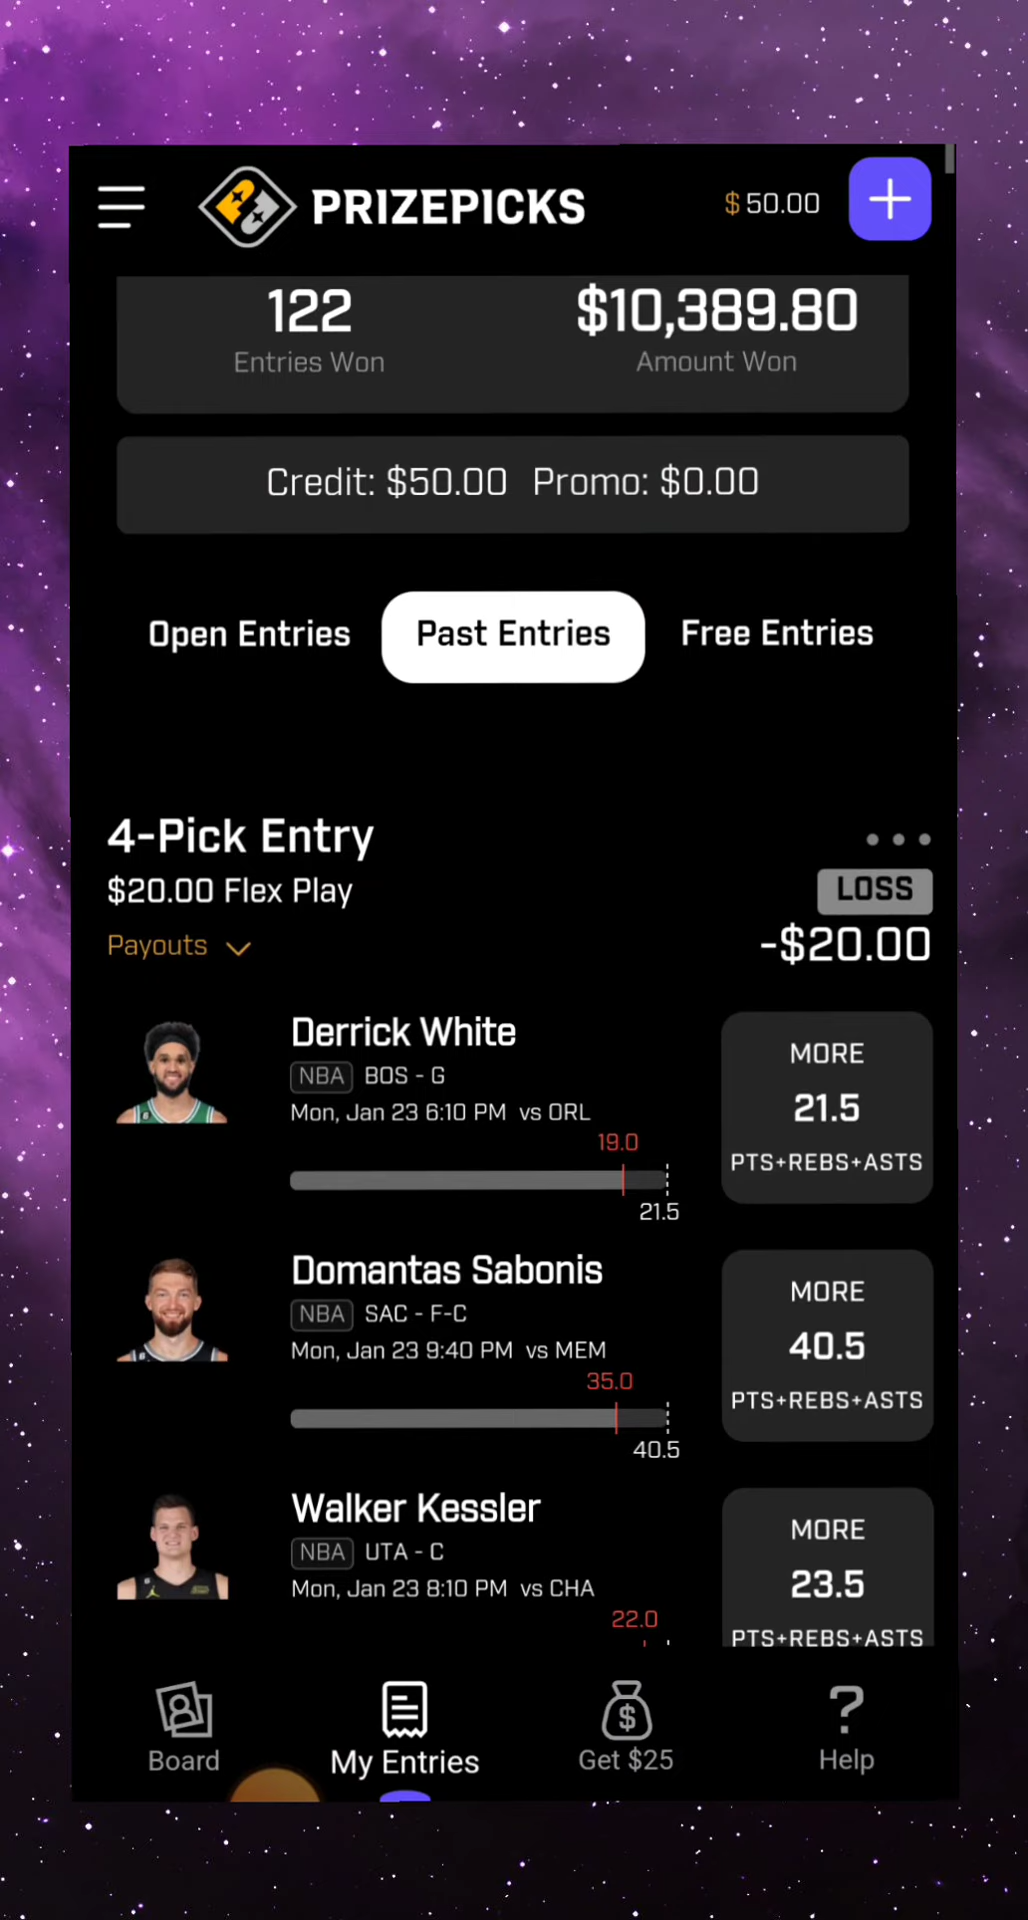 PRIZEPICKS
$ 50.00
122
Entries Won
$10,389.80
Amount Won
Credit: $50.00 Promo: $0.00
Open Entries
Past Entries
Free Entries
4-Pick Entry
$20.00 Flex Play
LOSS
Payouts
-$20.00
Derrick White
NBA BOS - G
Mon, Jan 23 6:10 PM vs ORL
19.0
21.5
MORE
21.5
PTS+REBS+ASTS
Domantas Sabonis
NBA SAC - F-C
Mon, Jan 23 9:40 PM vs MEM
35.0
40.5
MORE
40.5
PTS+REBS+ASTS
Walker Kessler
NBA UTA - C
Mon, Jan 23 8:10 PM vs CHA
22.0
MORE
23.5
PTS+REBS+ASTS
Board
My Entries
Get $25
Help